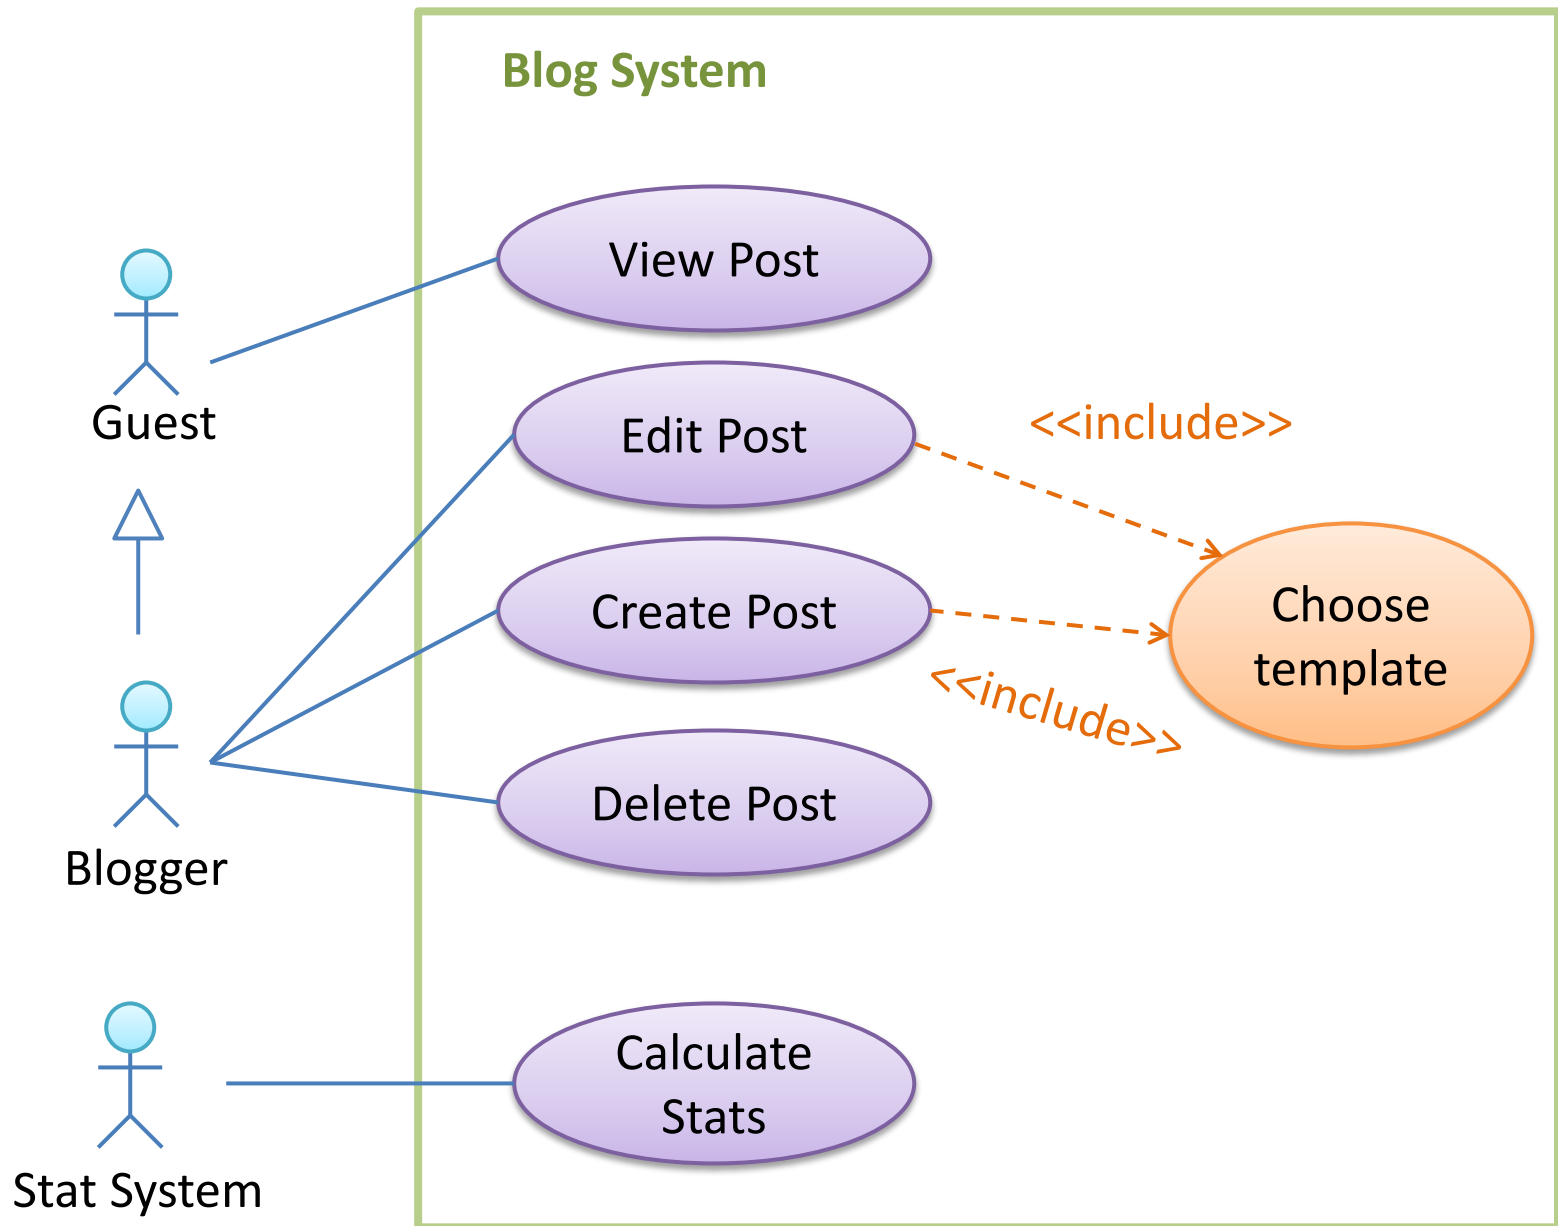 Blog System
View Post
Guest
Edit Post
<<include>>
Create Post
Choose
template
<<include>>
Delete Post
Blogger
Calculate
Stats
Stat System